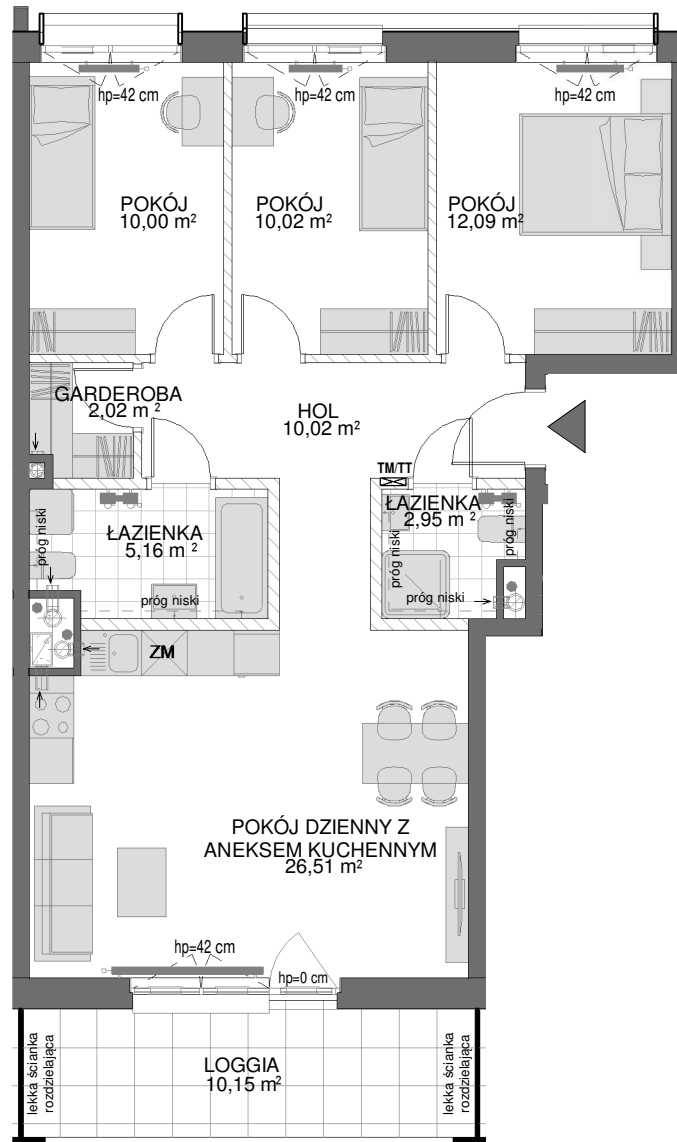 hp=42 cm
hp=42 cm
hp=42 cm
POKÓJ
10,00 m²
POKÓJ
10,02 m²
POKÓJ
12,09 m²
GARDEROBA
2,02 m²
HOL
10,02 m²
TM/TT
ŁAZIENKA
5,16 m²
próg niski
próg niski
ŁAZIENKA
2,95 m²
próg niski
próg niski
próg niski
ZM
POKÓJ DZIENNY Z
ANEKSEM KUCHENNYM
26,51 m²
hp=42 cm
hp=0 cm
lekka ścianka
rozdzielająca
LOGGIA
10,15 m²
lekka ścianka
rozdzielająca